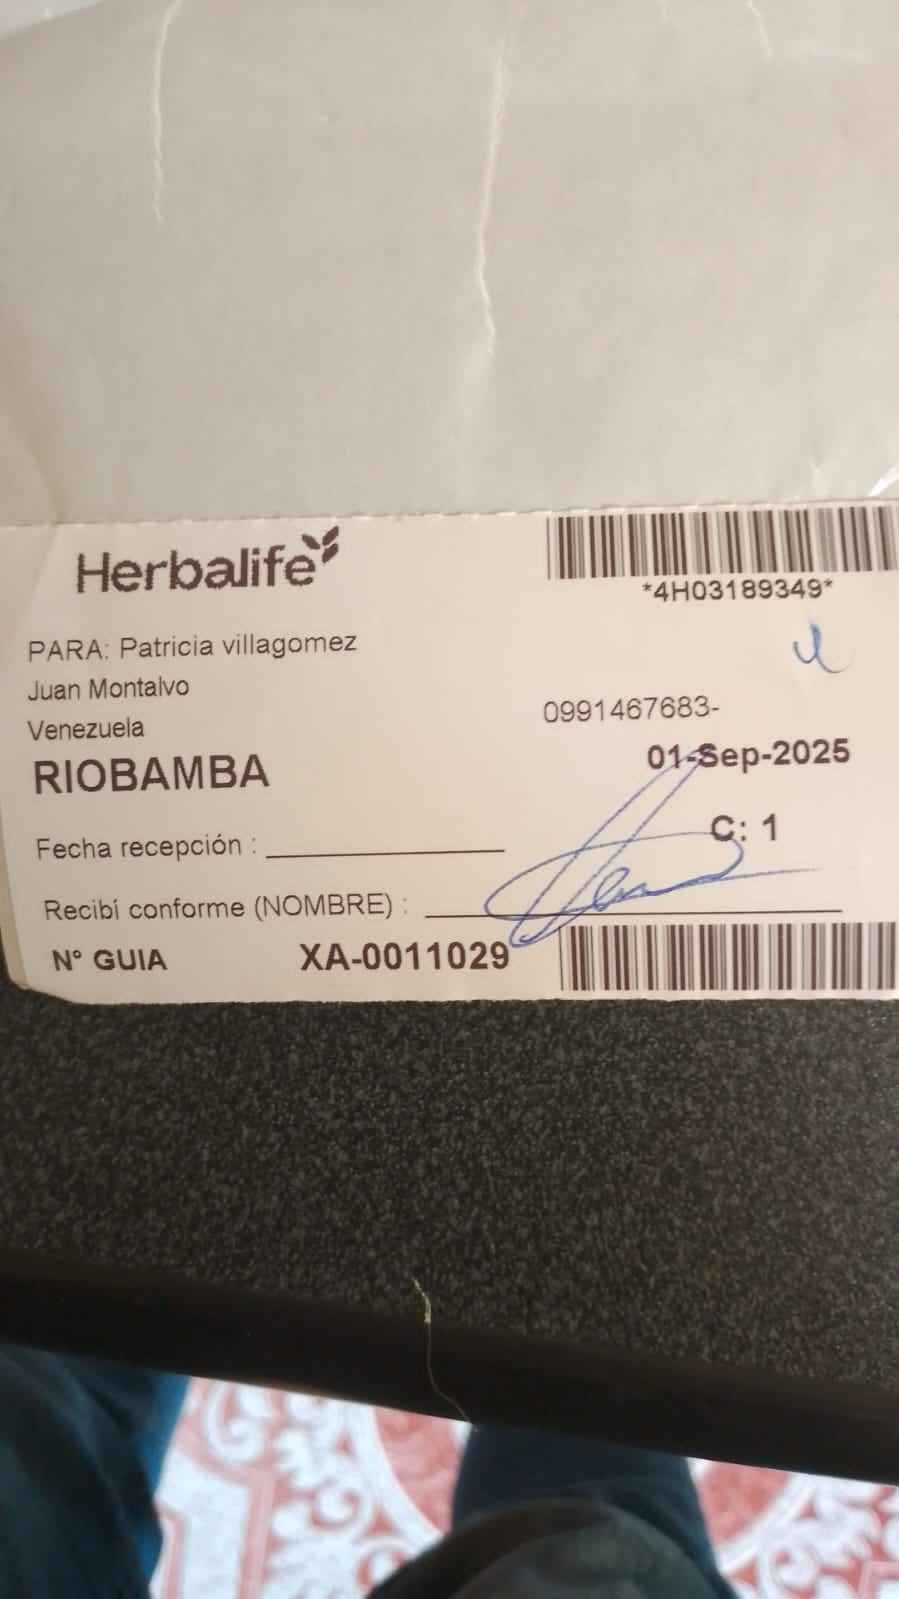 Herbalife
*4H03189349*
PARA: Patricia villagomez
Juan Montalvo
0991467683-
Venezuela
01-Sep-2025
RIOBAMBA
C: 1
Fecha recepción :
Recibí conforme (NOMBRE) :
N° GUIA XA-0011029